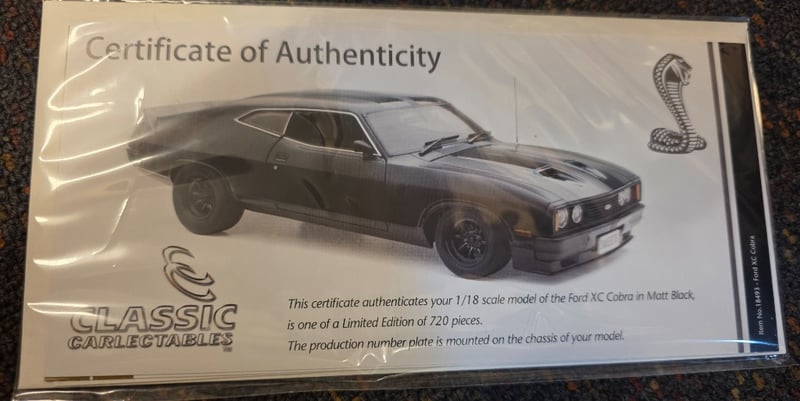 Certificate of Authenticity
CLASSIC
CARLECTABLES
TM
This certificate authenticates your 1/18 scale model of the Ford XC Cobra in Matt Black,
is one of a Limited Edition of 720 pieces.
The production number plate is mounted on the chassis of your model.
Item No.18493 - Ford XC Cobra